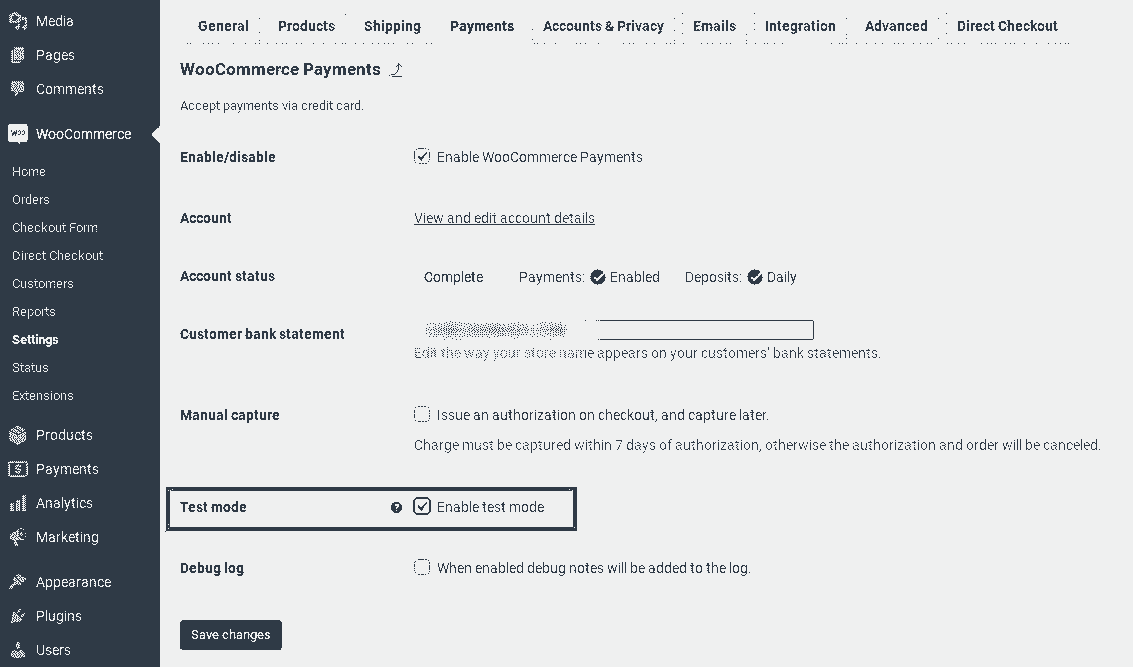 Media
Pages
Comments
Woo WooCommerce
Home
Orders
Checkout Form
Direct Checkout
Customers
Reports
Settings
Status
Extensions
Products
Payments
Analytics
Marketing
Appearance
Plugins
Users
General Products Shipping Payments Accounts & Privacy Emails Integration Advanced Direct Checkout
WooCommerce Payments
Accept payments via credit card.
Enable/disable Enable WooCommerce Payments
Account View and edit account details
Account status Complete Payments: Enabled Deposits: Daily
Customer bank statement
Edit the way your store name appears on your customers' bank statements.
Manual capture Issue an authorization on checkout, and capture later.
Charge must be captured within 7 days of authorization, otherwise the authorization and order will be canceled.
Test mode ? Enable test mode
Debug log When enabled debug notes will be added to the log.
Save changes